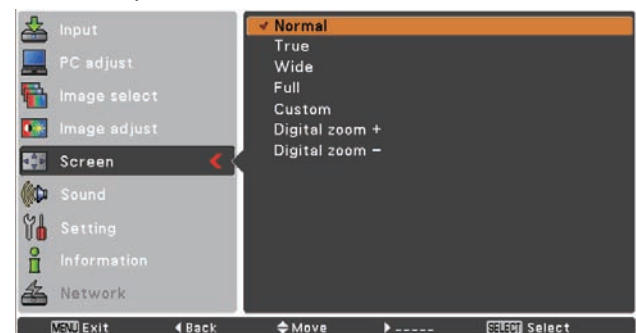 Input
PC adjust
Image select
Image adjust
Screen
Sound
Setting
Information
Network
✔ Normal
True
Wide
Full
Custom
Digital zoom +
Digital zoom –
MENU Exit ◀Back ◆Move ▶ ----- SELECT Select